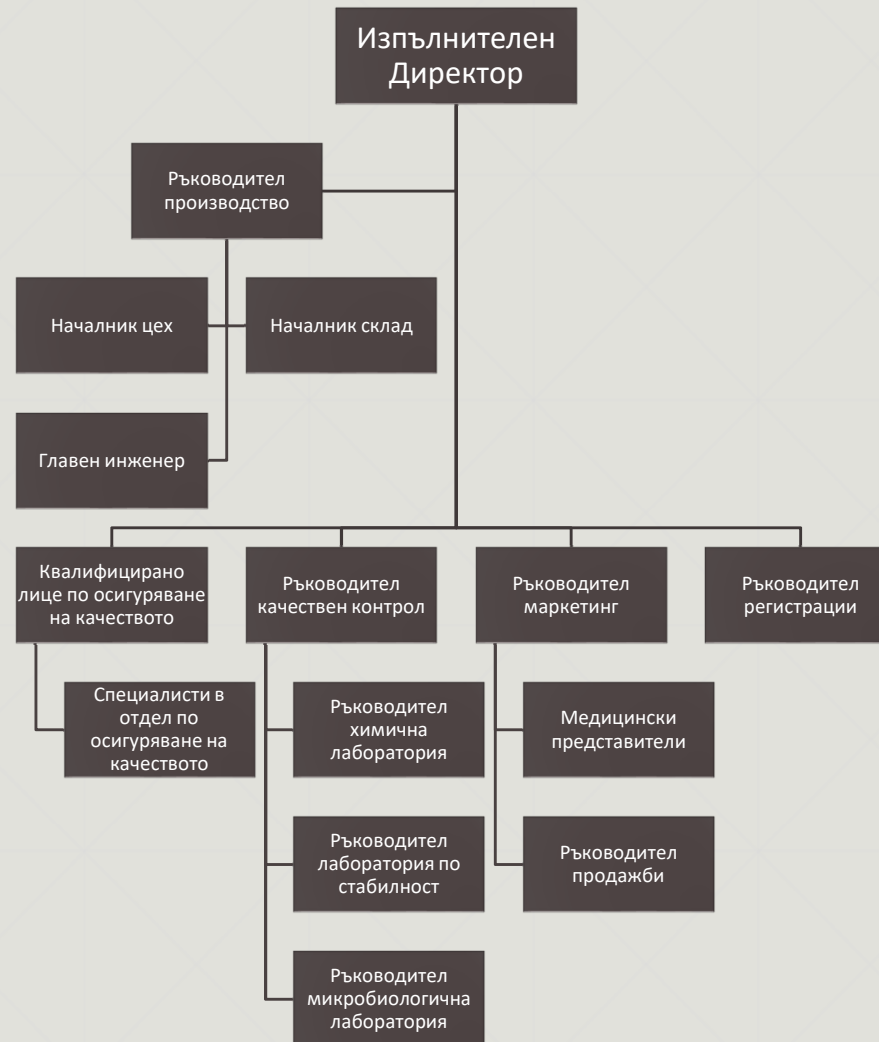 Изпълнителен
Директор
Ръководител
производство
Началник цех
Началник склад
Главен инженер
Квалифицирано
лице по осигуряване
на качеството
Ръководител
качествен контрол
Ръководител
маркетинг
Ръководител
регистрации
Специалисти в
отдел по
осигуряване на
качеството
Ръководител
химична
лаборатория
Медицински
представители
Ръководител
лаборатория по
стабилност
Ръководител
продажби
Ръководител
микробиологична
лаборатория